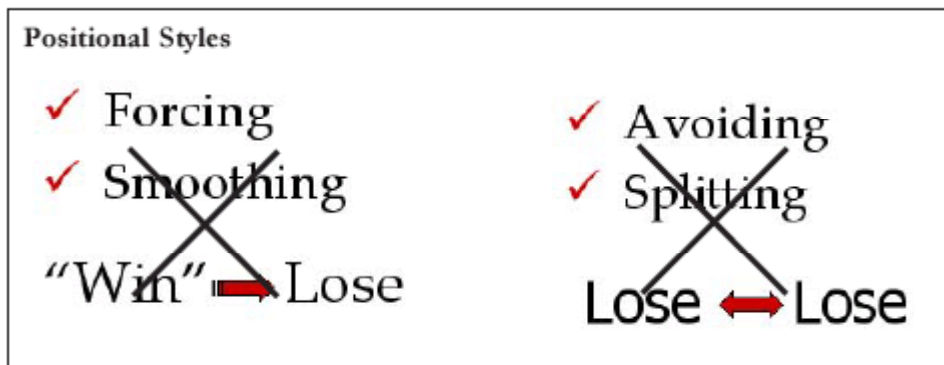 Positional Styles
Forcing
Smoothing
“Win” Lose
Avoiding
Splitting
Lose Lose